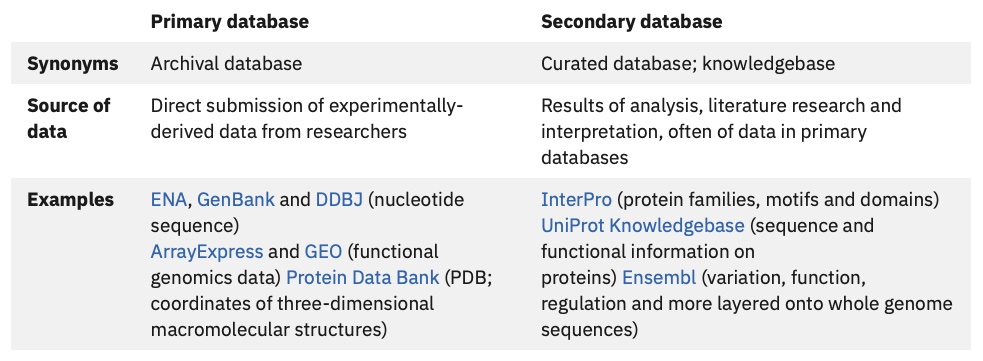 Primary database Secondary database
Synonyms Archival database Curated database; knowledgebase
Source of data
Direct submission of experimentally-
derived data from researchers
Results of analysis, literature research and
interpretation, often of data in primary
databases
Examples
ENA, GenBank and DDBJ (nucleotide
sequence)
ArrayExpress and GEO (functional
genomics data) Protein Data Bank (PDB;
coordinates of three-dimensional
macromolecular structures)
InterPro (protein families, motifs and domains)
UniProt Knowledgebase (sequence and
functional information on
proteins) Ensembl (variation, function,
regulation and more layered onto whole genome
sequences)